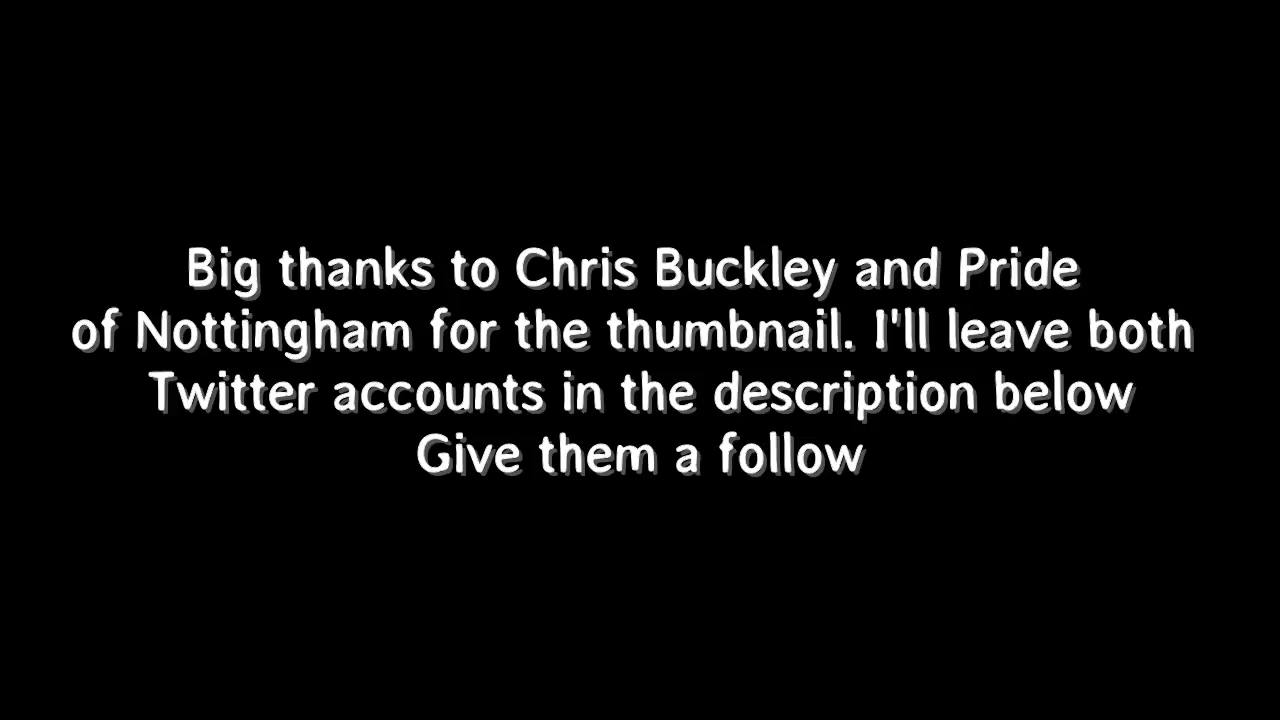 Big thanks to Chris Buckley and Pride
of Nottingham for the thumbnail. I'll leave both
Twitter accounts in the description below
Give them a follow